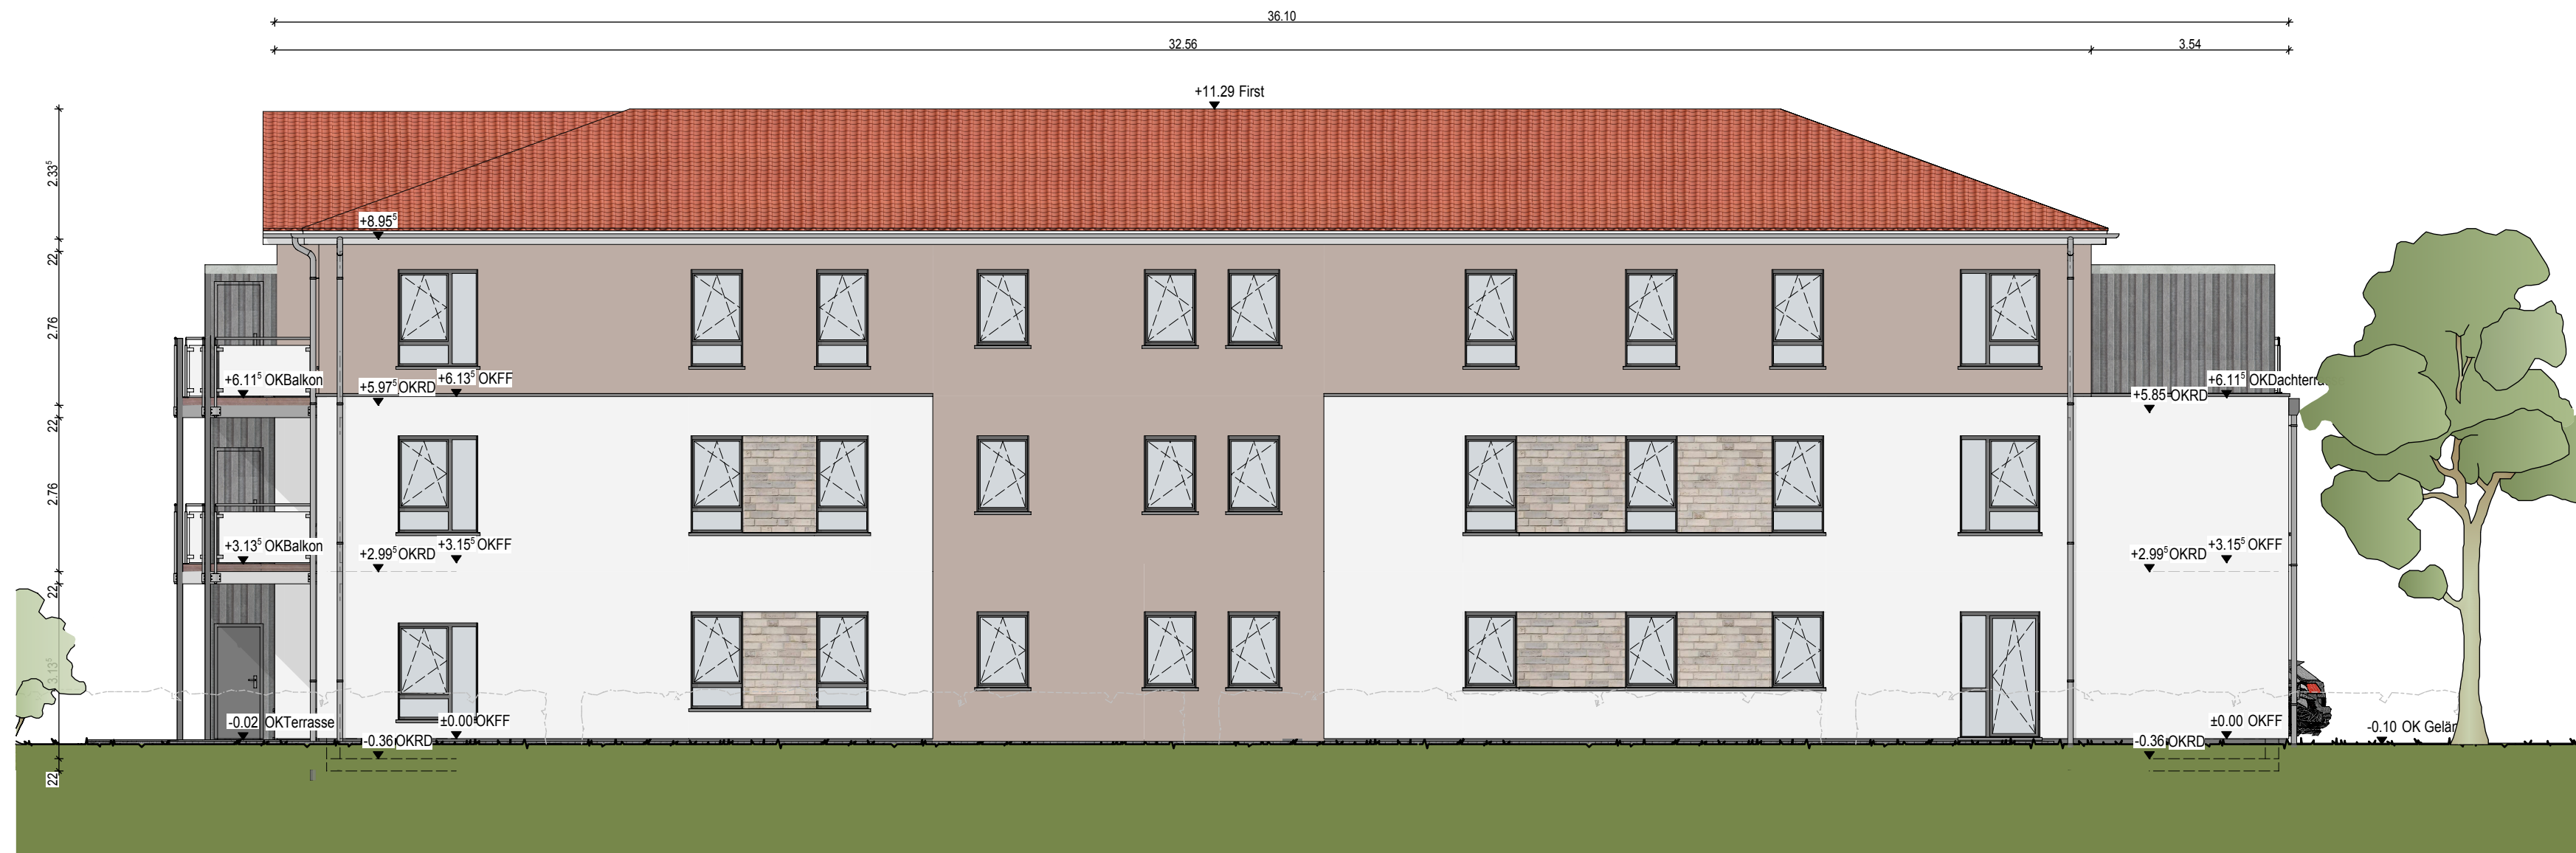 36.10
32.56
3.54
+11.29 First
2.33⁵
+8.95⁵
22
2.76
+6.11⁵ OKBalkon
+5.97⁵ OKRD
+6.13⁵ OKFF
+6.11⁵ OKDachterra
+5.85 OKRD
22
2.76
+3.13⁵ OKBalkon
+2.99⁵ OKRD
+3.15⁵ OKFF
+2.99⁵ OKRD
+3.15⁵ OKFF
22
3.13⁵
-0.02 OKTerrasse
-0.36 OKRD
±0.00 OKFF
-0.36 OKRD
±0.00 OKFF
-0.10 OK Gelän
22